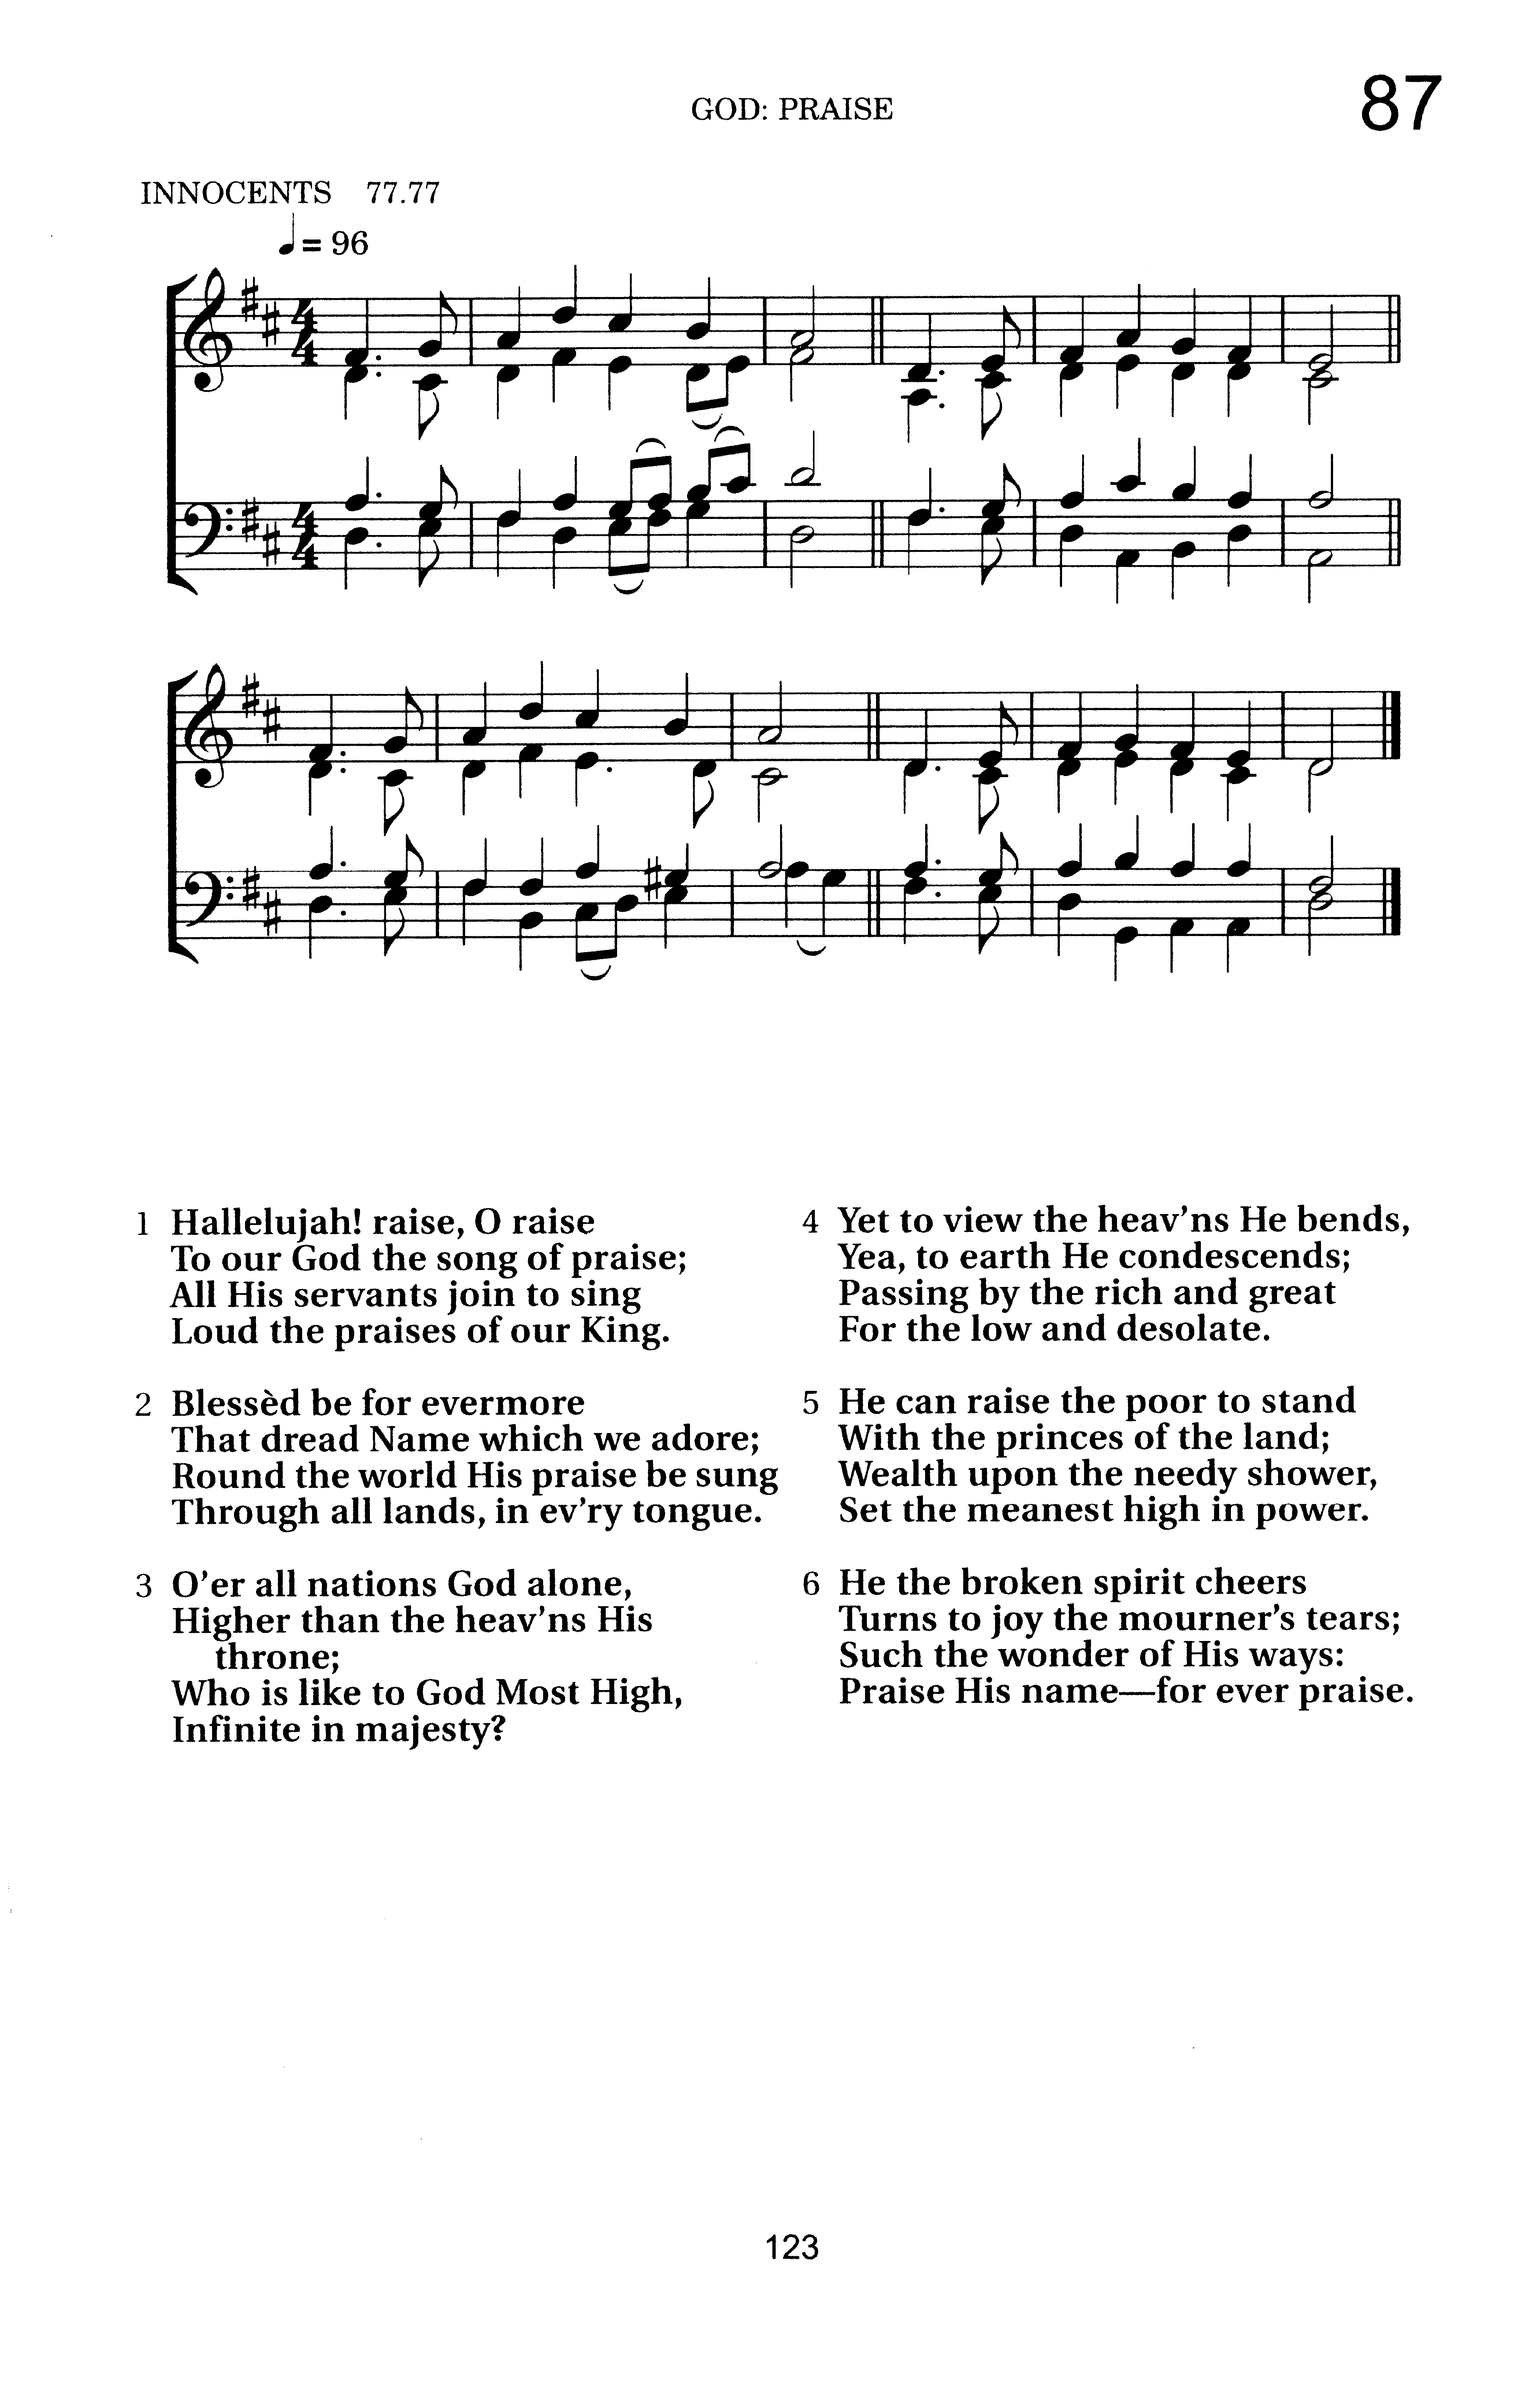 GOD: PRAISE
87
INNOCENTS 77.77
♩= 96
1 Hallelujah! raise, O raise
To our God the song of praise;
All His servants join to sing
Loud the praises of our King.
2 Blessèd be for evermore
That dread Name which we adore;
Round the world His praise be sung
Through all lands, in ev’ry tongue.
3 O’er all nations God alone,
Higher than the heav’ns His
throne;
Who is like to God Most High,
Infinite in majesty?
4 Yet to view the heav’ns He bends,
Yea, to earth He condescends;
Passing by the rich and great
For the low and desolate.
5 He can raise the poor to stand
With the princes of the land;
Wealth upon the needy shower,
Set the meanest high in power.
6 He the broken spirit cheers
Turns to joy the mourner’s tears;
Such the wonder of His ways:
Praise His name—for ever praise.
123